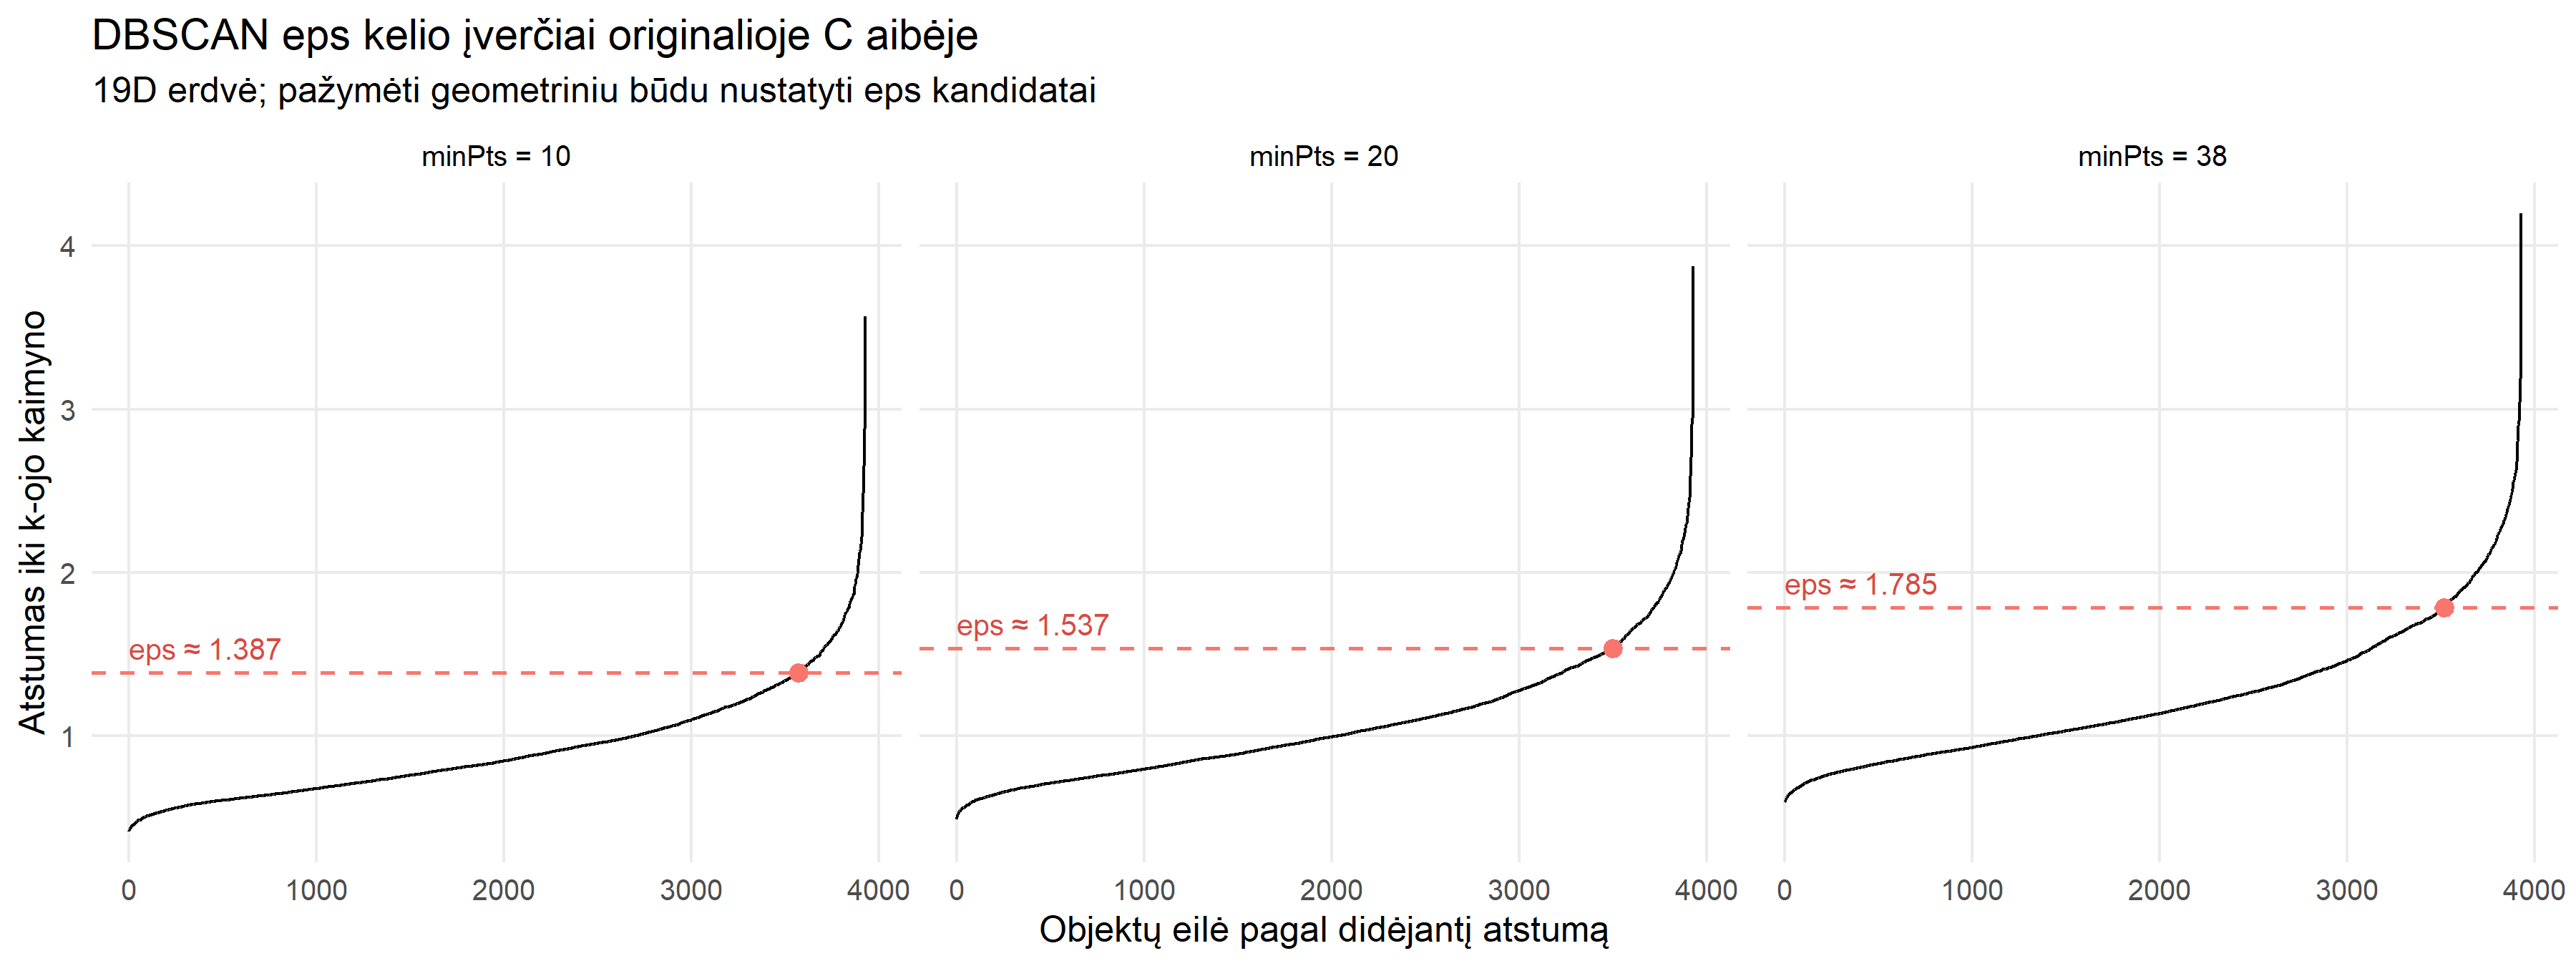 DBSCAN eps kelio įverčiai originalioje C aibėje
19D erdvė; pažymėti geometriniu būdu nustatyti eps kandidatai
minPts = 10
minPts = 20
minPts = 38
Atstumas iki k-ojo kaimyno
4
3
2
1
eps ≈ 1.387
eps ≈ 1.537
eps ≈ 1.785
0 1000 2000 3000 4000
0 1000 2000 3000 4000
0 1000 2000 3000 4000
Objektų eilė pagal didėjantį atstumą